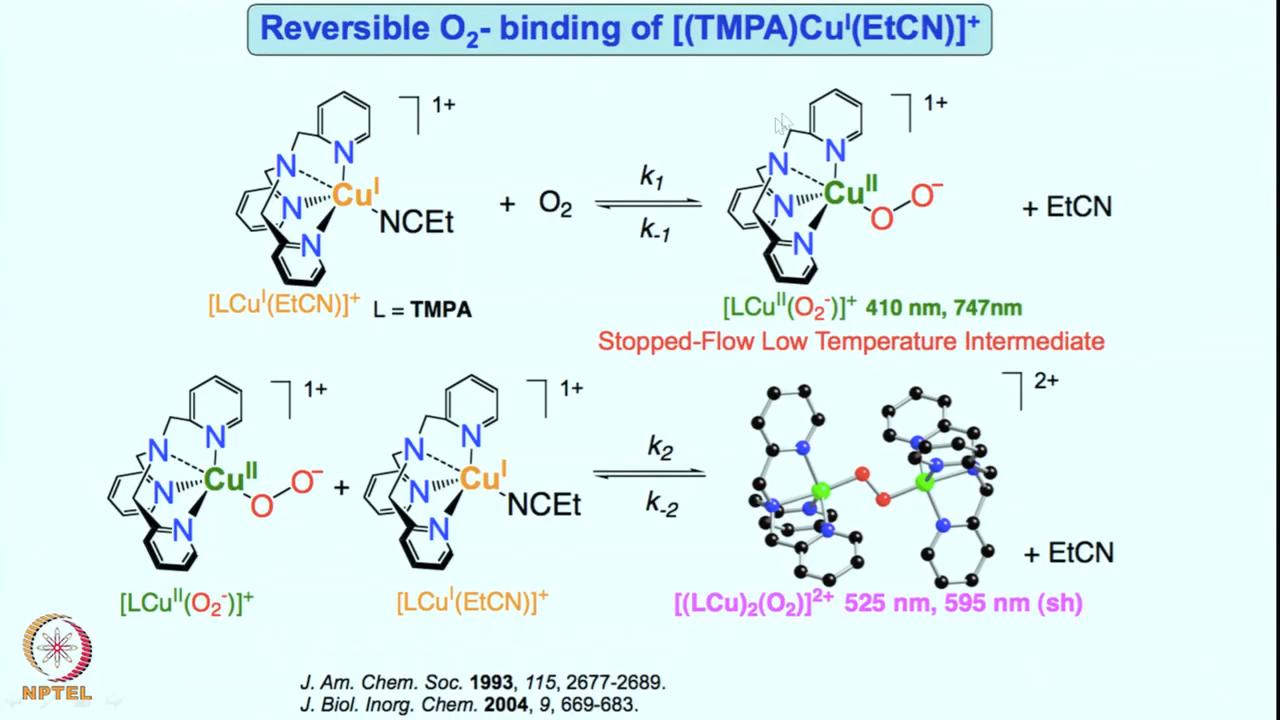 Reversible O₂- binding of [(TMPA)Cuᴵ(EtCN)]⁺
1+
1+
N
N
N
N
Cuᴵ
NCEt
+ O₂
k₁
k₋₁
N
N
N
N
Cuᴵᴵ
O
O⁻
+ EtCN
[LCuᴵ(EtCN)]⁺ L = TMPA
[LCuᴵᴵ(O₂⁻)]⁺ 410 nm, 747nm
Stopped-Flow Low Temperature Intermediate
1+
1+
2+
N
N
N
N
Cuᴵᴵ
O
O⁻
+
N
N
N
N
Cuᴵ
NCEt
k₂
k₋₂
+ EtCN
[LCuᴵᴵ(O₂⁻)]⁺
[LCuᴵ(EtCN)]⁺
[(LCu)₂(O₂)]²⁺ 525 nm, 595 nm (sh)
NPTEL
J. Am. Chem. Soc. 1993, 115, 2677-2689.
J. Biol. Inorg. Chem. 2004, 9, 669-683.